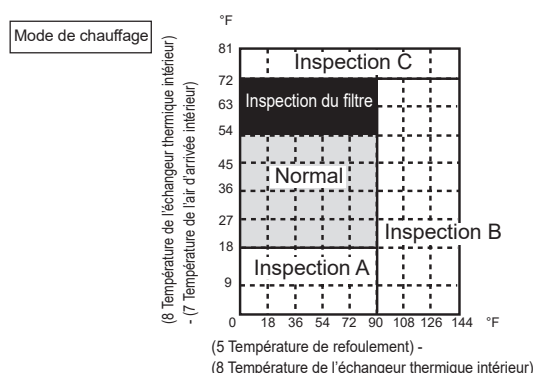 Mode de chauffage
°F
(8 Température de l'échangeur thermique intérieur)
- (7 Température de l'air d'arrivée intérieur)
81
72
63
54
45
36
27
18
9
Inspection C
Inspection du filtre
Normal
Inspection B
Inspection A
0 18 36 54 72 90 108 126 144 °F
(5 Température de refoulement) -
(8 Température de l'échangeur thermique intérieur)